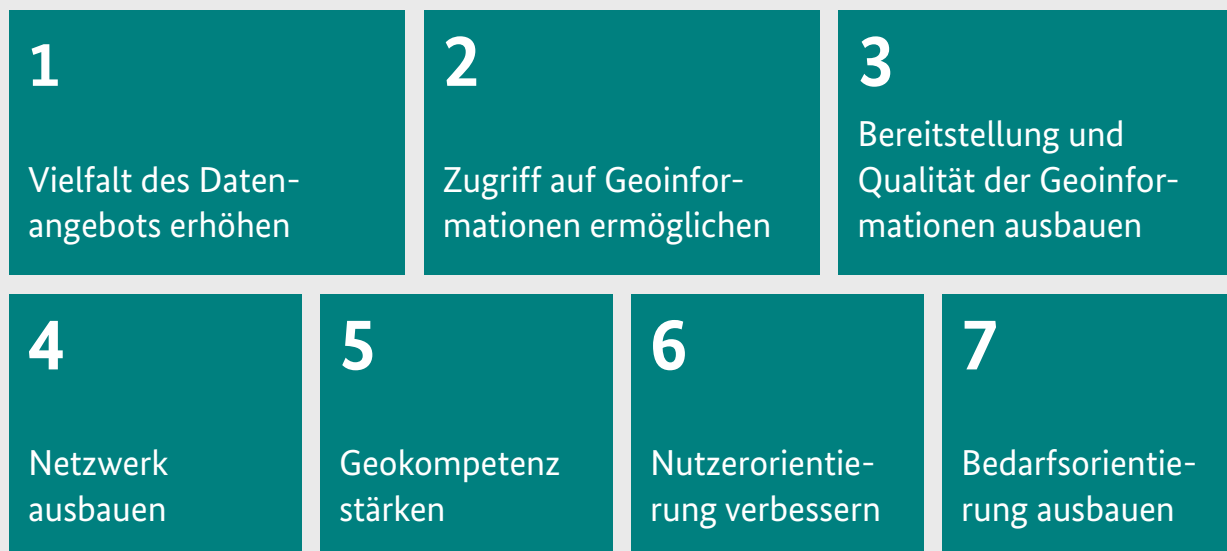 1
Vielfalt des Daten-
angebots erhöhen
2
Zugriff auf Geoinfor-
mationen ermöglichen
3
Bereitstellung und
Qualität der Geoinfor-
mationen ausbauen
4
Netzwerk
ausbauen
5
Geokompetenz
stärken
6
Nutzerorientie-
rung verbessern
7
Bedarfsorientie-
rung ausbauen